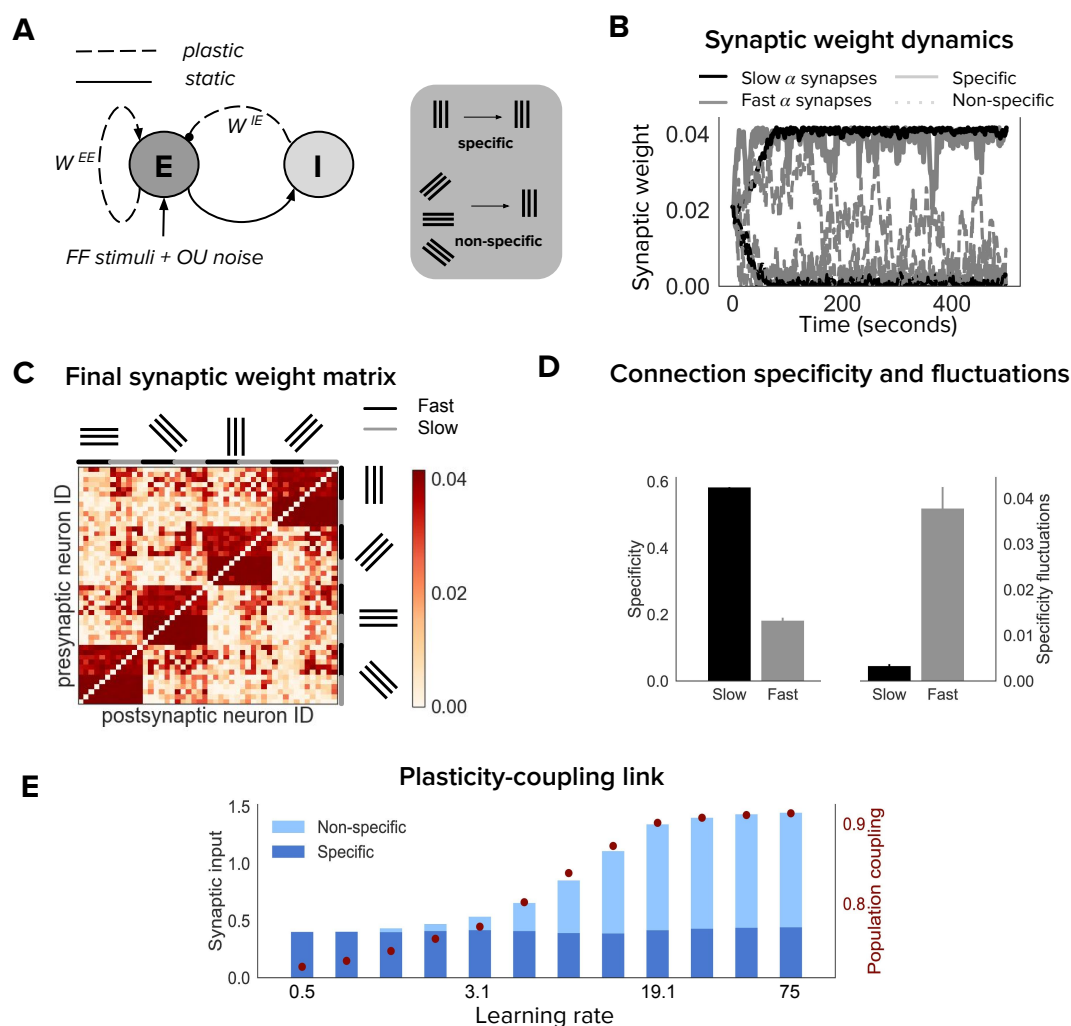 A
plastic
static
W EE
E
W IE
I
FF stimuli + OU noise
specific
non-specific
B
Synaptic weight dynamics
Slow α synapses
Specific
Fast α synapses
Non-specific
Synaptic weight
0.04
0.02
0.00
0
200
400
Time (seconds)
C
Final synaptic weight matrix
Fast
Slow
presynaptic neuron ID
postsynaptic neuron ID
0.04
0.02
0.00
D
Connection specificity and fluctuations
Specificity
0.6
0.4
0.2
0.0
Slow
Fast
Slow
Fast
0.04
0.03
0.01
0.00
Specificity fluctuations
E
Plasticity-coupling link
Non-specific
Specific
Synaptic input
1.5
1.0
0.5
0.0
0.5
3.1
19.1
75
Learning rate
0.9
0.8
Population coupling